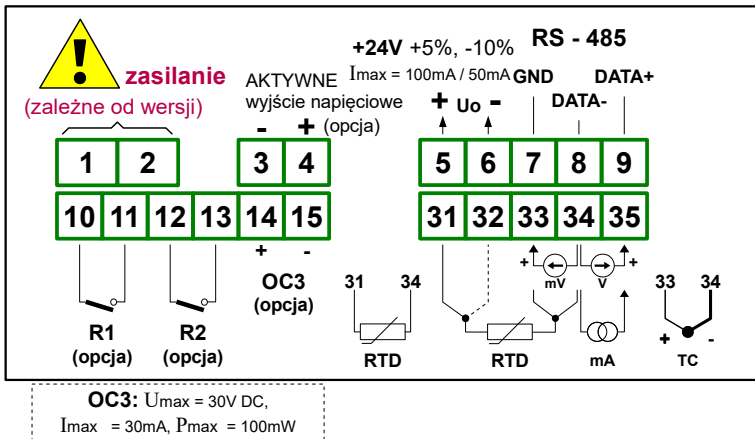 zasilanie
(zależne od wersji)
AKTYWNE
wyjście napięciowe
- + (opcja)
+24V +5%, -10%
Imax = 100mA / 50mA
+ Uo -
RS - 485
GND DATA+
DATA-
1 2 3 4 5 6 7 8 9
10 11 12 13 14 15 31 32 33 34 35
+ -
OC3
(opcja)
R1
(opcja)
R2
(opcja)
31 34
RTD
RTD
+ mV
V +
mA
33 34
+ -
TC
OC3: Umax = 30V DC,
Imax = 30mA, Pmax = 100mW